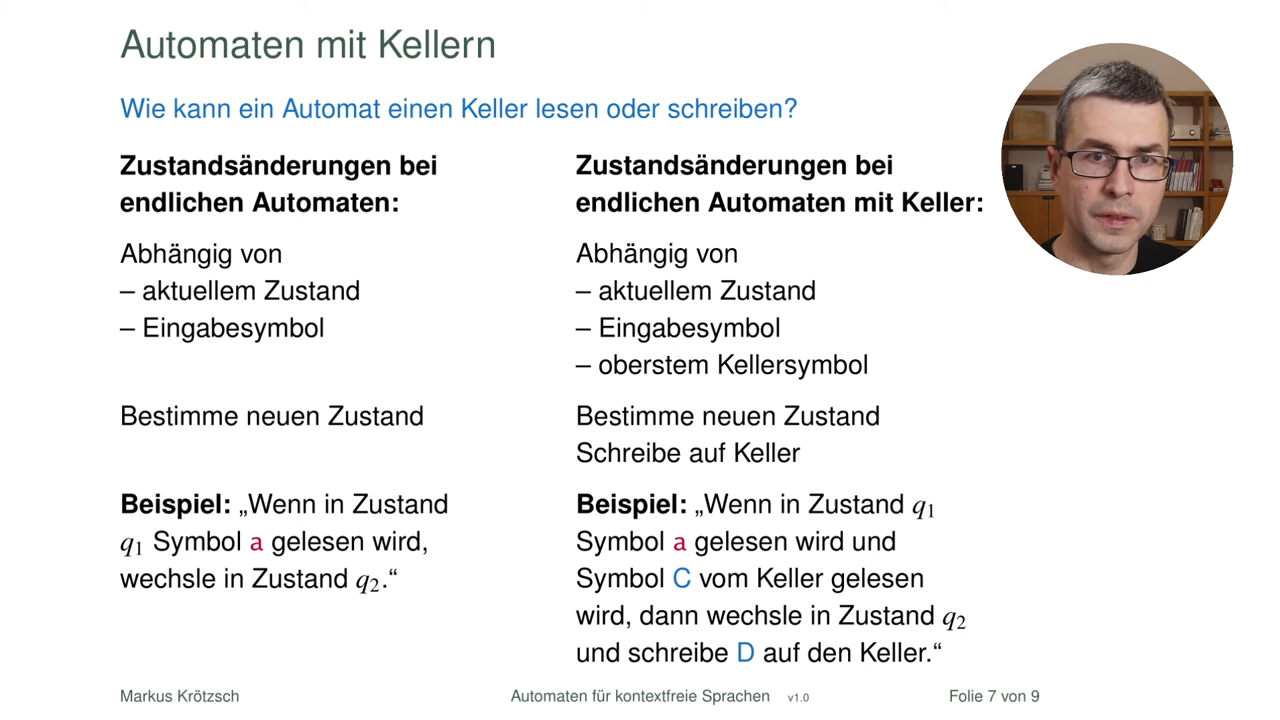 Automaten mit Kellern
Wie kann ein Automat einen Keller lesen oder schreiben?
Zustandsänderungen bei
endlichen Automaten:
Abhängig von
– aktuellem Zustand
– Eingabesymbol
Bestimme neuen Zustand
Beispiel: „Wenn in Zustand
q₁ Symbol a gelesen wird,
wechsle in Zustand q₂.“
Zustandsänderungen bei
endlichen Automaten mit Keller:
Abhängig von
– aktuellem Zustand
– Eingabesymbol
– oberstem Kellersymbol
Bestimme neuen Zustand
Schreibe auf Keller
Beispiel: „Wenn in Zustand q₁
Symbol a gelesen wird und
Symbol C vom Keller gelesen
wird, dann wechsle in Zustand q₂
und schreibe D auf den Keller.“
Markus Krötzsch
Automaten für kontextfreie Sprachen v1.0
Folie 7 von 9